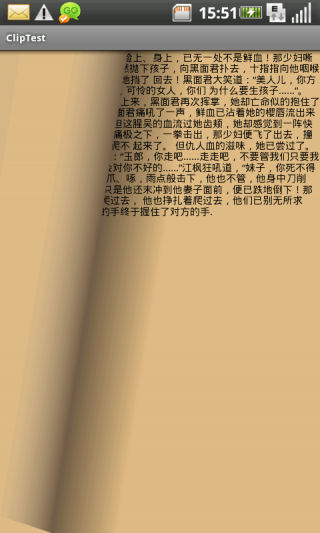 15:51
ClipTest
上、身上，已无一处不是鲜血！那少妇嘶
抛下孩子，向黑面君扑去，十指指向他咽喉
挡了 回去！黑面君大笑道：“美人儿，你方
，可怜的女人，你们 为什么要生孩子……”。
上来，黑面君再次挥掌，她却亡命似的抱住了
面君痛吼了一声，鲜血已沾着她的樱唇流出来
但这腥臭的血流过她齿颊，她却感觉到一阵快
痛极之下，一拳击出，那少妇便飞了出去，撞
不 起来了。 但仇人血的滋味，她已尝过了。
：“玉郎，你走吧……走走吧，不要管我们只要我
对你不好的……”江枫狂吼道，“妹子，你死不得
爪、啄，雨点般击下，他也不管，他身中刀削
是他还未冲到他妻子面前，便已跌地倒下！那
过去， 他也挣扎着爬过去，他们已别无所求
的手终于握住了对方的手.